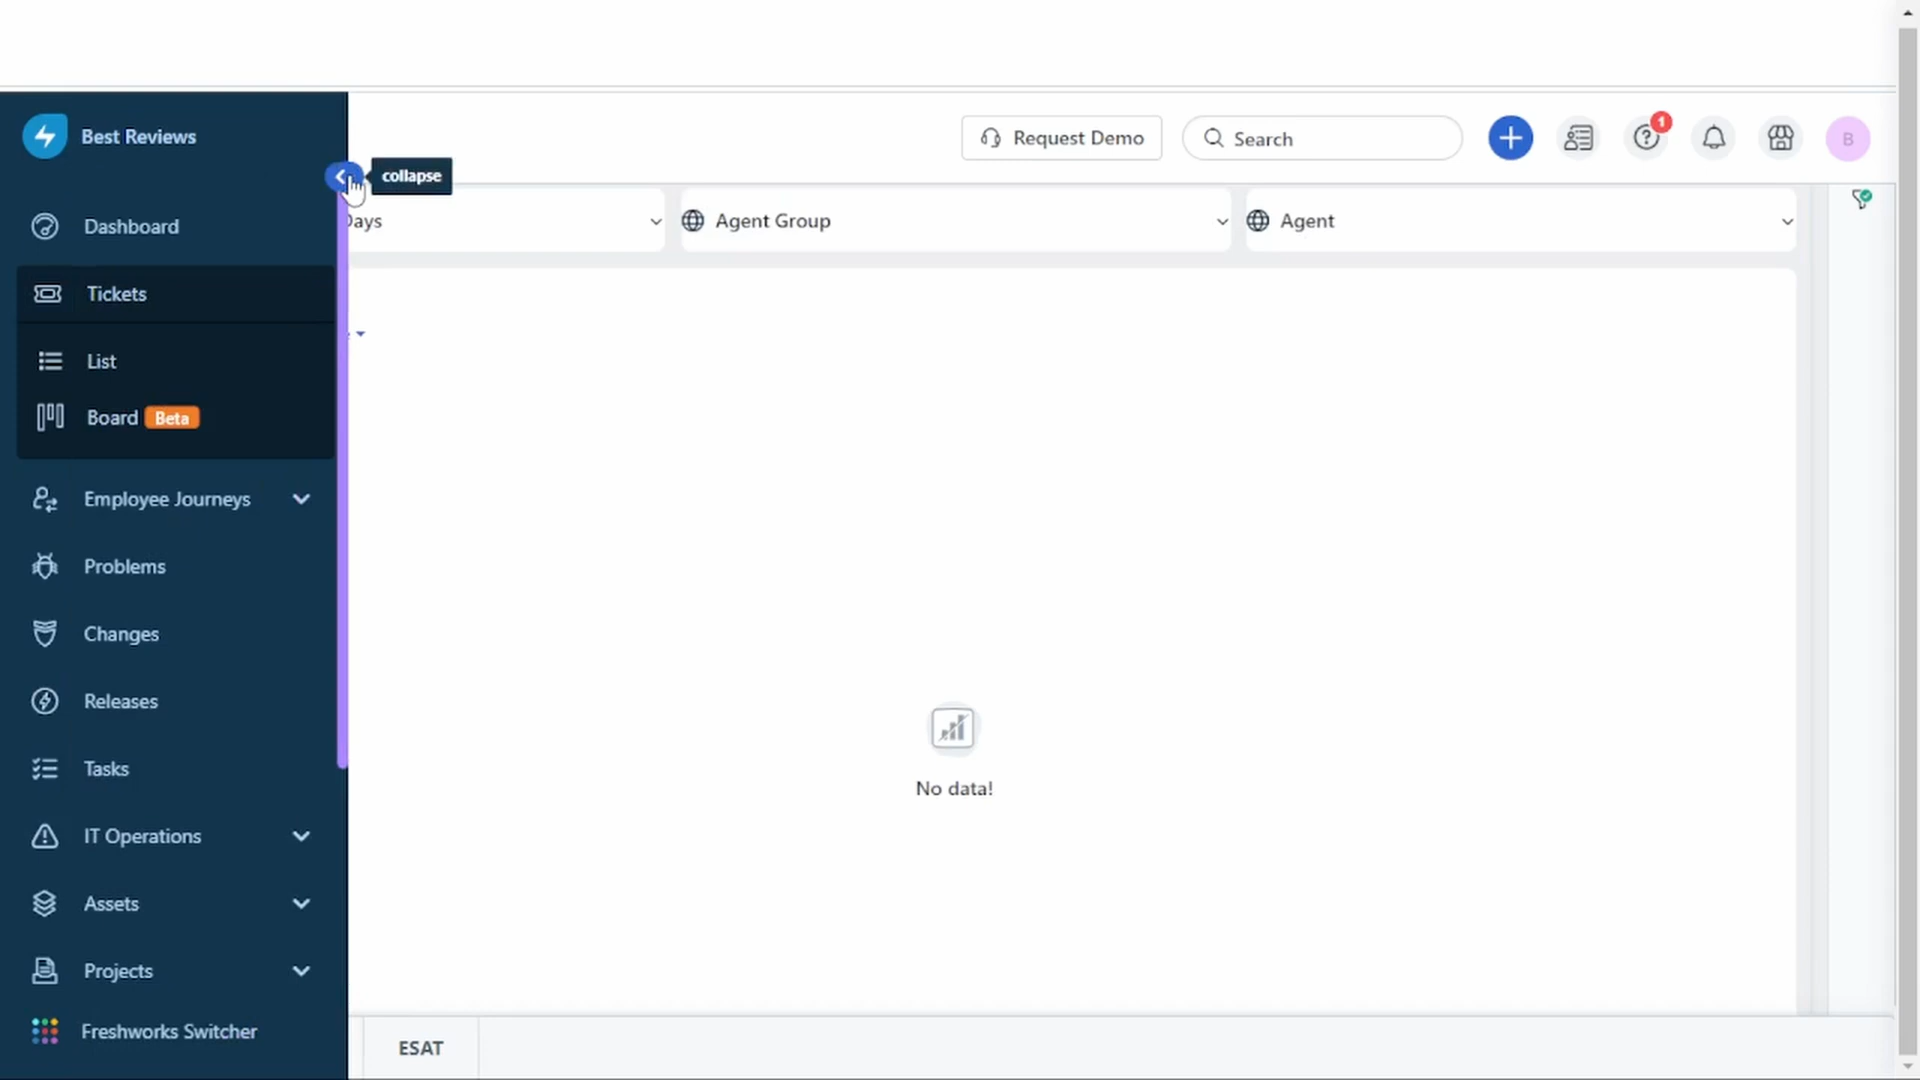 Best Reviews
Request Demo
Search
1
B
collapse
Dashboard
Days
Agent Group
Agent
Tickets
List
Board Beta
Employee Journeys
Problems
Changes
Releases
Tasks
No data!
IT Operations
Assets
Projects
Freshworks Switcher
ESAT